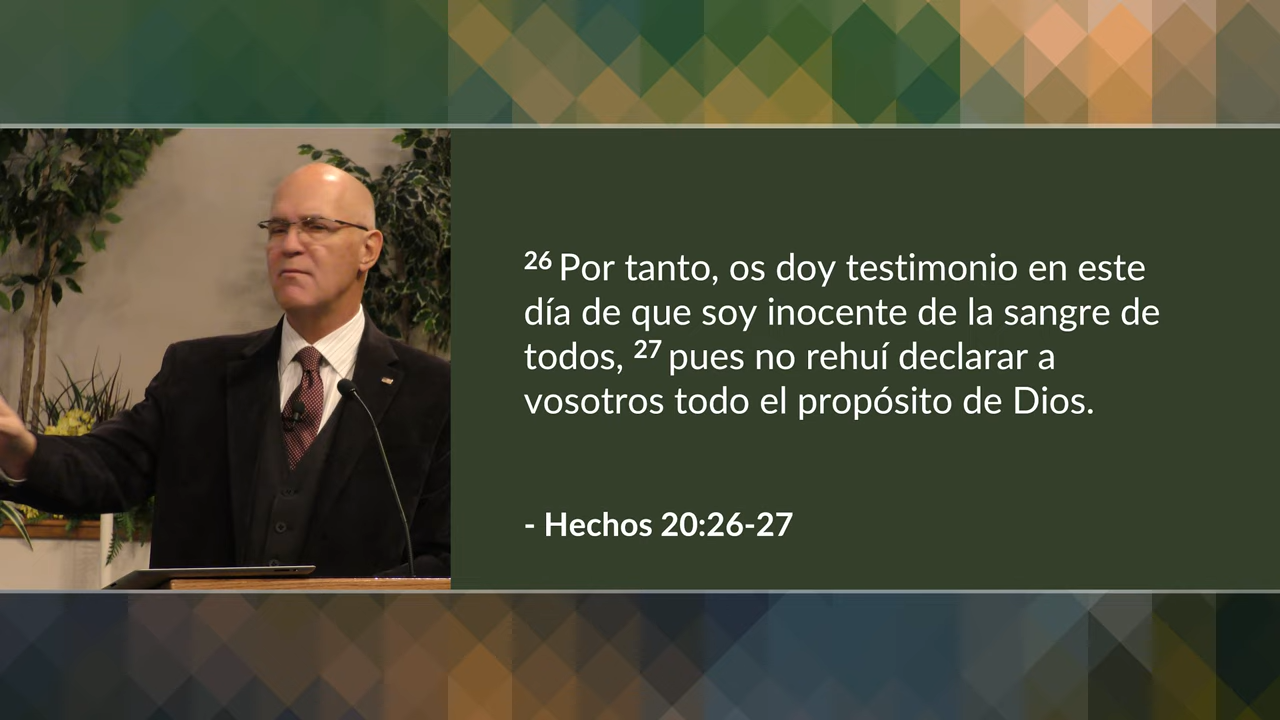 26 Por tanto, os doy testimonio en este
día de que soy inocente de la sangre de
todos, 27 pues no rehuí declarar a
vosotros todo el propósito de Dios.
- Hechos 20:26-27